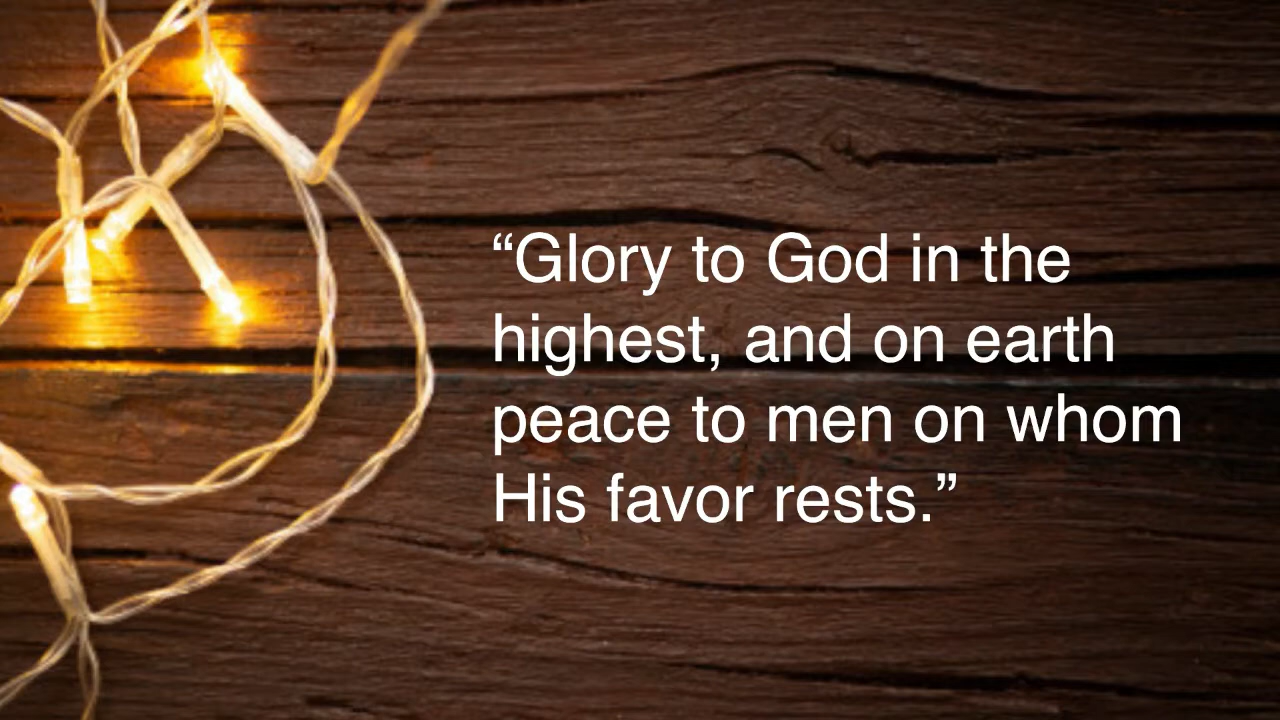 “Glory to God in the
highest, and on earth
peace to men on whom
His favor rests.”